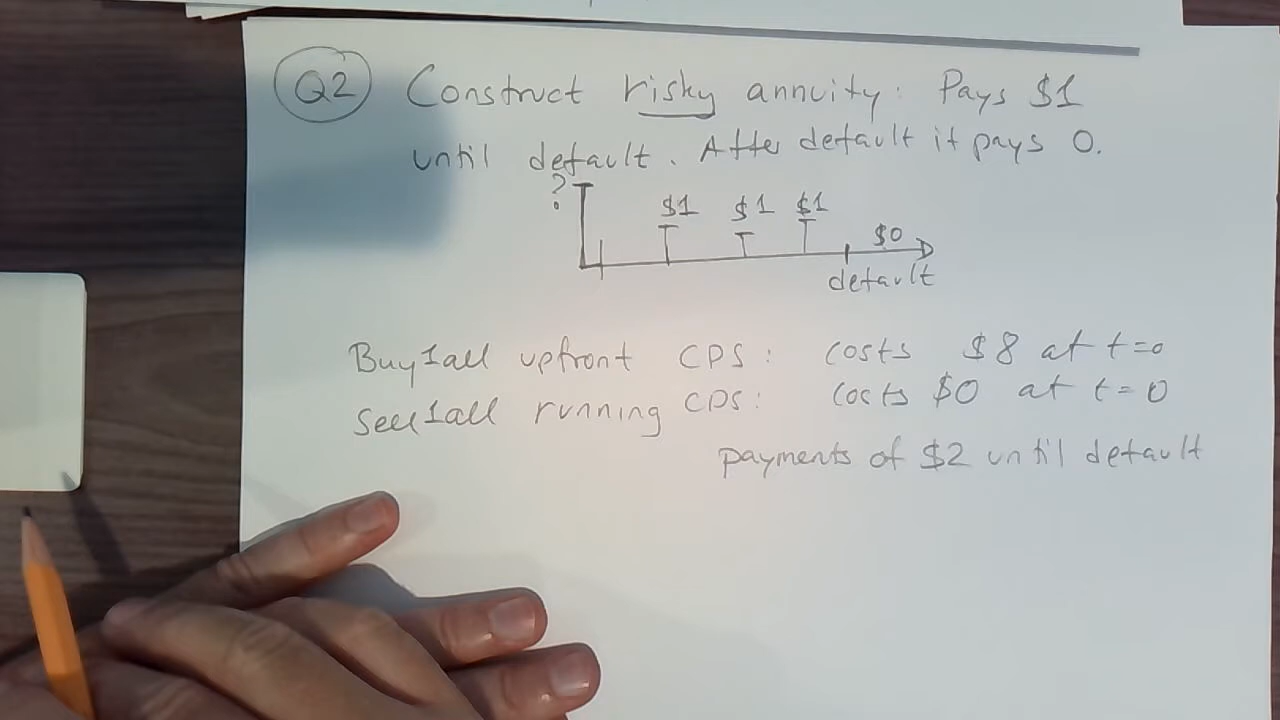 Q2 Construct risky annuity: Pays $1
until default. After default it pays 0.
?
$1 $1 $1 $0
default
Buy 1 all upfront CDS: costs $8 at t=0
Sell 1 all running CDS: costs $0 at t=0
payments of $2 until default